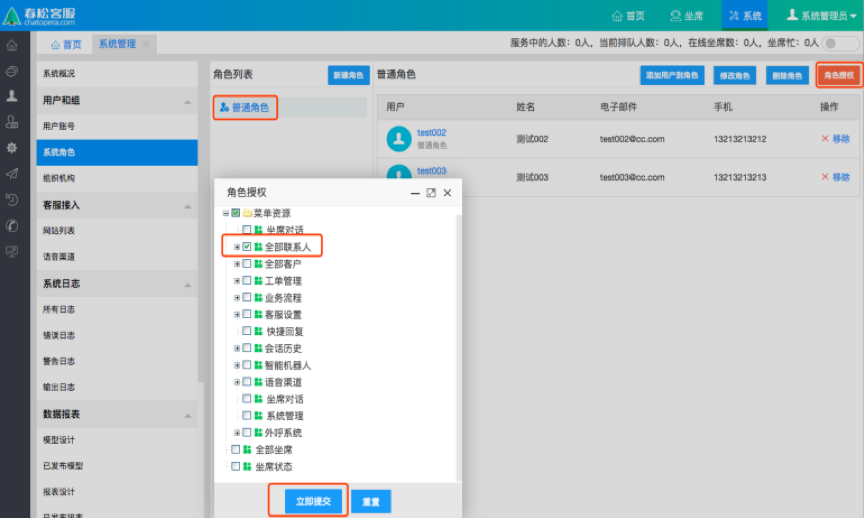 春松客服
chatopera.com
首页 坐席 系统 系统管理员
首页 系统管理
服务中的人数：0人，当前排队人数：0人，在线坐席数：0人，坐席忙：0人
系统概况
用户和组
用户账号
系统角色
组织机构
客服接入
网站列表
语音渠道
系统日志
所有日志
错误日志
警告日志
输出日志
数据报表
模型设计
已发布模型
报表设计
已发布报表
角色列表 新建角色
普通角色
普通角色 添加用户到角色 修改角色 删除角色 角色授权
用户 姓名 电子邮件 手机 操作
test002
普通角色
测试002 test002@cc.com 13213213212 移除
test003
测试003 test003@cc.com 13213213213 移除
角色授权
菜单资源
坐席对话
全部联系人
全部客户
工单管理
业务流程
客服设置
快捷回复
会话历史
智能机器人
语音渠道
坐席对话
系统管理
外呼系统
全部坐席
坐席状态
立即提交 重置